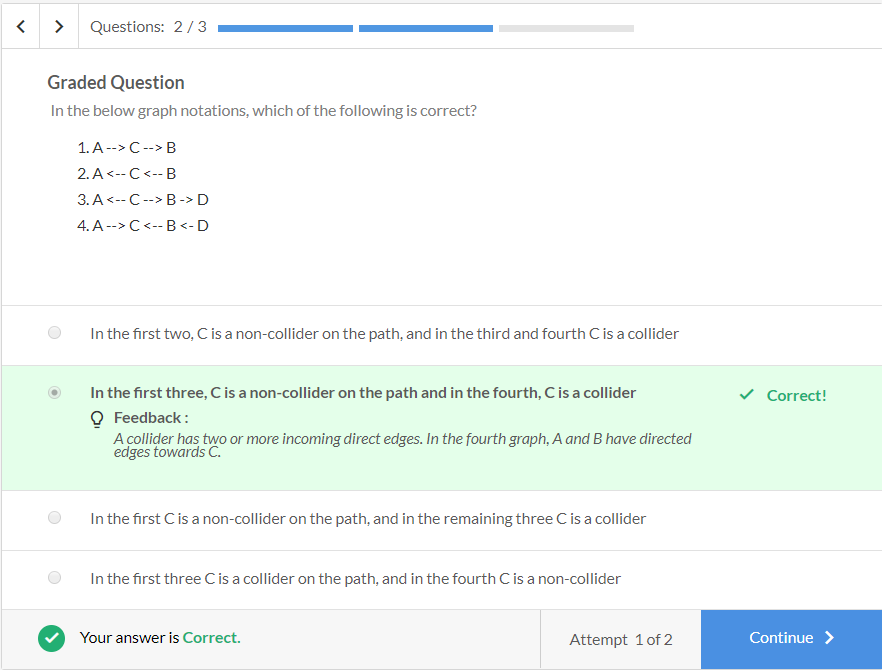 Questions: 2 / 3
Graded Question
In the below graph notations, which of the following is correct?
1. A --> C --> B
2. A <-- C <-- B
3. A <-- C --> B -> D
4. A --> C <-- B <- D
In the first two, C is a non-collider on the path, and in the third and fourth C is a collider
In the first three, C is a non-collider on the path and in the fourth, C is a collider
Correct!
Feedback :
A collider has two or more incoming direct edges. In the fourth graph, A and B have directed
edges towards C.
In the first C is a non-collider on the path, and in the remaining three C is a collider
In the first three C is a collider on the path, and in the fourth C is a non-collider
Your answer is Correct.
Attempt 1 of 2
Continue